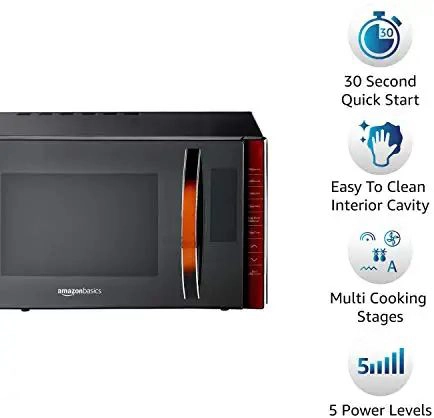 30
30 Second
Quick Start
Easy To Clean
Interior Cavity
A
Multi Cooking
Stages
5
5 Power Levels
amazonbasics